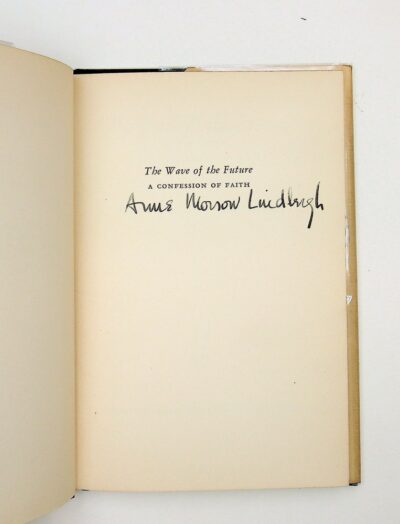 The Wave of the Future
A CONFESSION OF FAITH
Anne Morrow Lindbergh